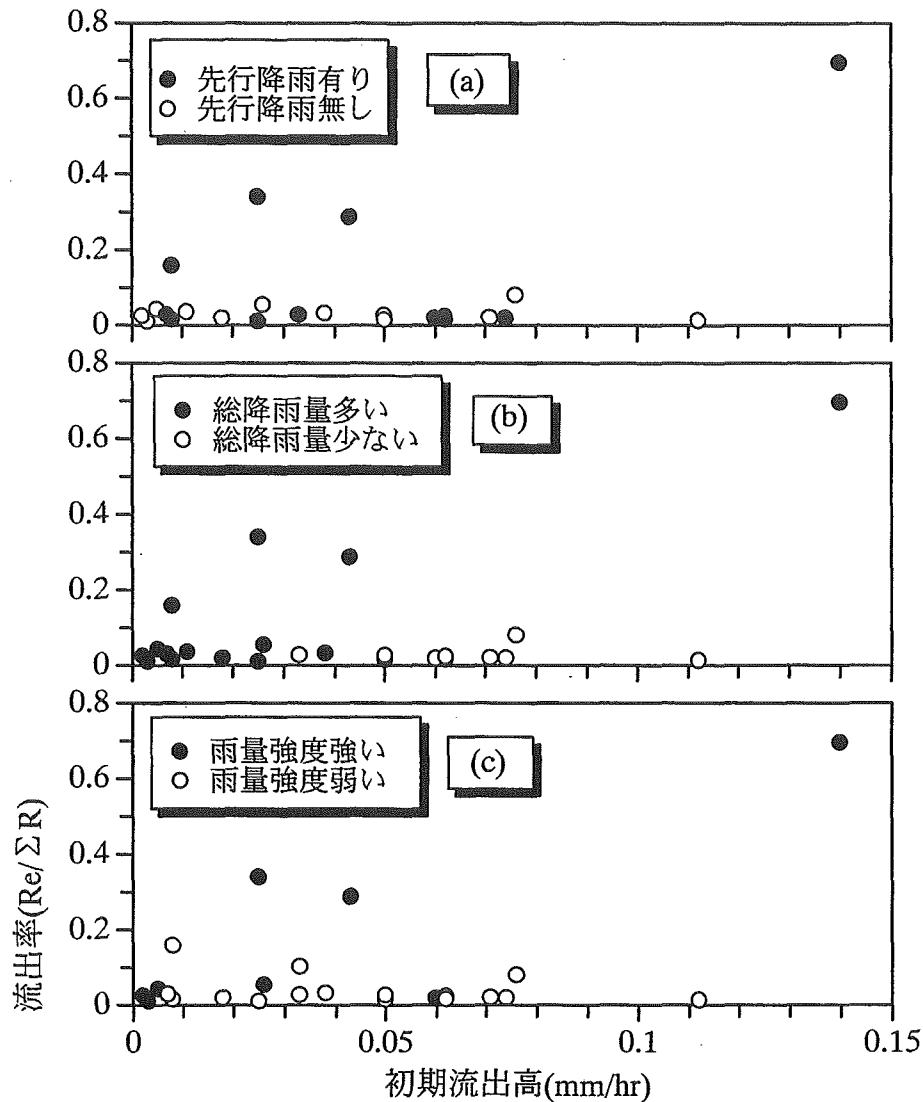 0.8
● 先行降雨有り
○ 先行降雨無し
(a)
0.6
0.4
0.2
0
0.8
● 総降雨量多い
○ 総降雨量少ない
(b)
0.6
0.4
0.2
0
0.8
● 雨量強度強い
○ 雨量強度弱い
(c)
0.6
0.4
0.2
0
流出率(Re/ΣR)
0 0.05 0.1 0.15
初期流出高(mm/hr)